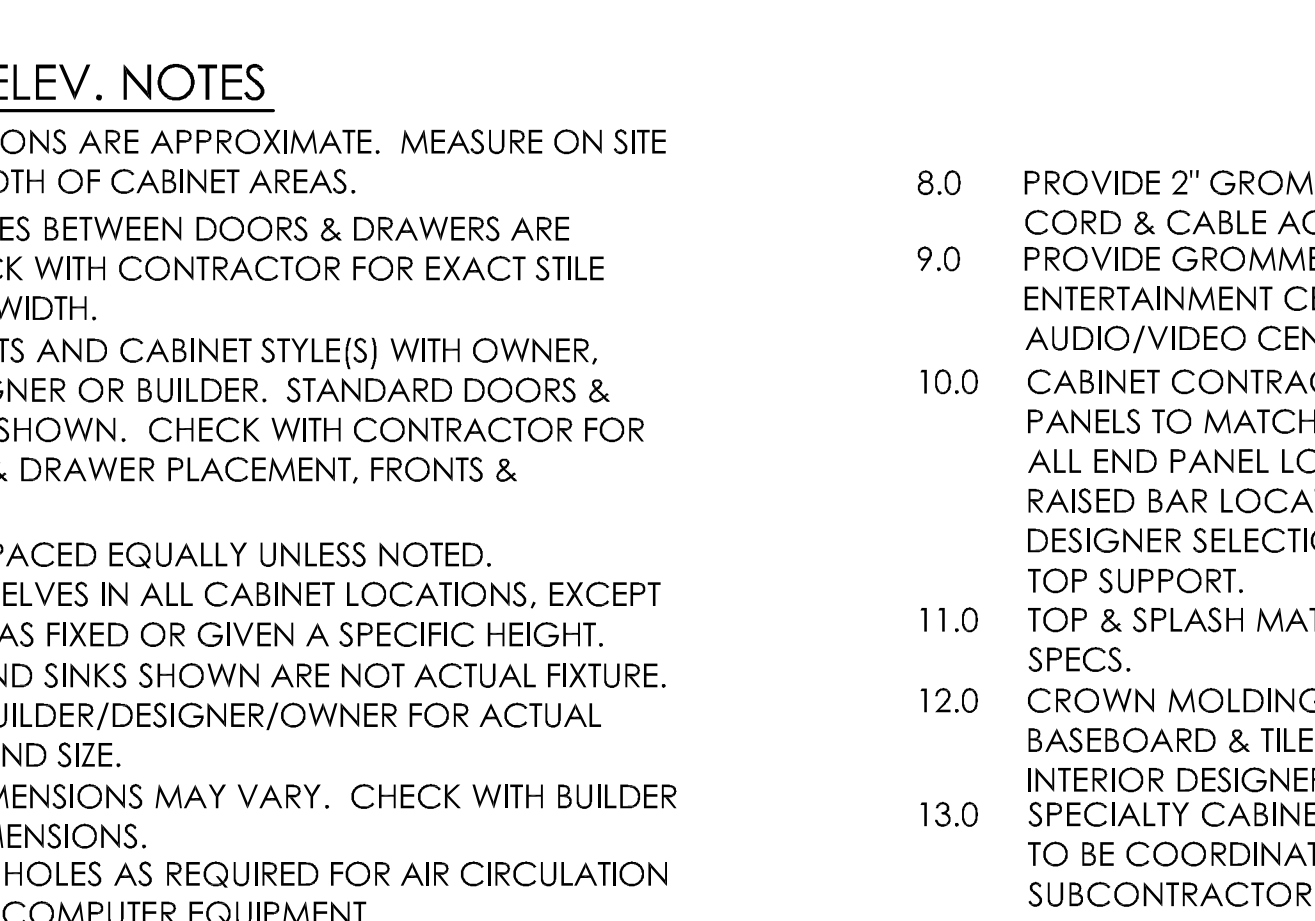 ELEV. NOTES
ONS ARE APPROXIMATE. MEASURE ON SITE
DTH OF CABINET AREAS.
ES BETWEEN DOORS & DRAWERS ARE
CK WITH CONTRACTOR FOR EXACT STILE
WIDTH.
TS AND CABINET STYLE(S) WITH OWNER,
GNER OR BUILDER. STANDARD DOORS &
SHOWN. CHECK WITH CONTRACTOR FOR
& DRAWER PLACEMENT, FRONTS &
PACED EQUALLY UNLESS NOTED.
ELVES IN ALL CABINET LOCATIONS, EXCEPT
AS FIXED OR GIVEN A SPECIFIC HEIGHT.
ND SINKS SHOWN ARE NOT ACTUAL FIXTURE.
UILDER/DESIGNER/OWNER FOR ACTUAL
ND SIZE.
MENSIONS MAY VARY. CHECK WITH BUILDER
MENSIONS.
HOLES AS REQUIRED FOR AIR CIRCULATION
COMPUTER EQUIPMENT
8.0 PROVIDE 2" GROM
CORD & CABLE AC
9.0 PROVIDE GROMME
ENTERTAINMENT CE
AUDIO/VIDEO CEN
10.0 CABINET CONTRAC
PANELS TO MATCH
ALL END PANEL LO
RAISED BAR LOCA
DESIGNER SELECTIO
TOP SUPPORT.
11.0 TOP & SPLASH MAT
SPECS.
12.0 CROWN MOLDING
BASEBOARD & TILE
INTERIOR DESIGNER
13.0 SPECIALTY CABINE
TO BE COORDINAT
SUBCONTRACTOR